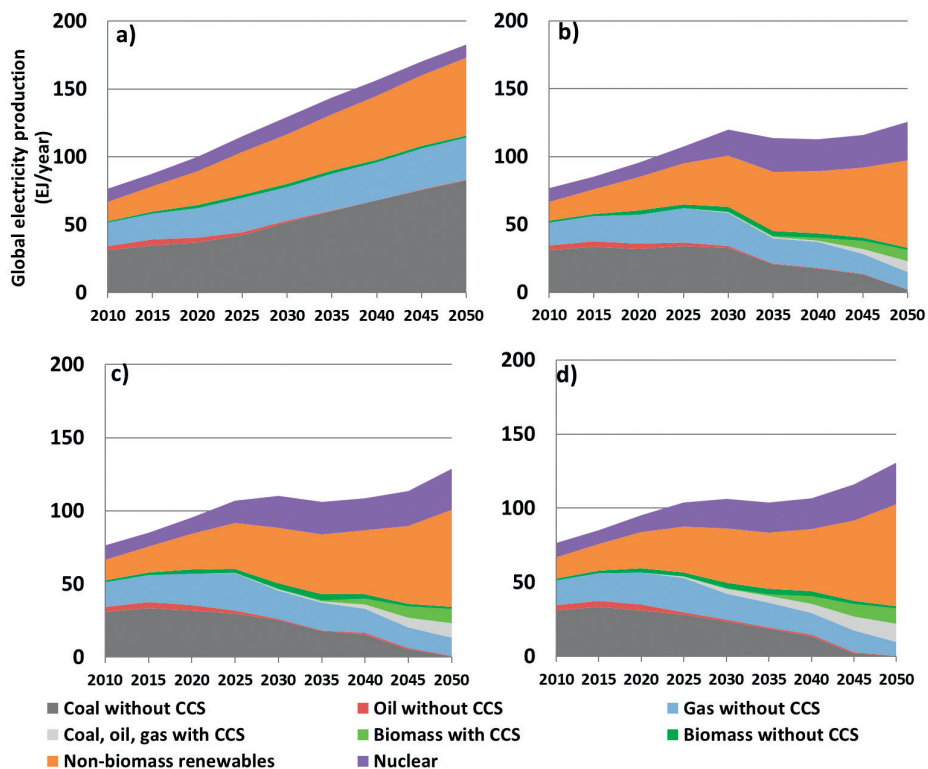 Global electricity production
(EJ/year)
a)
200
150
100
50
0
2010 2015 2020 2025 2030 2035 2040 2045 2050
b)
200
150
100
50
0
2010 2015 2020 2025 2030 2035 2040 2045 2050
c)
200
150
100
50
0
2010 2015 2020 2025 2030 2035 2040 2045 2050
d)
200
150
100
50
0
2010 2015 2020 2025 2030 2035 2040 2045 2050
Coal without CCS Oil without CCS Gas without CCS
Coal, oil, gas with CCS Biomass with CCS Biomass without CCS
Non-biomass renewables Nuclear